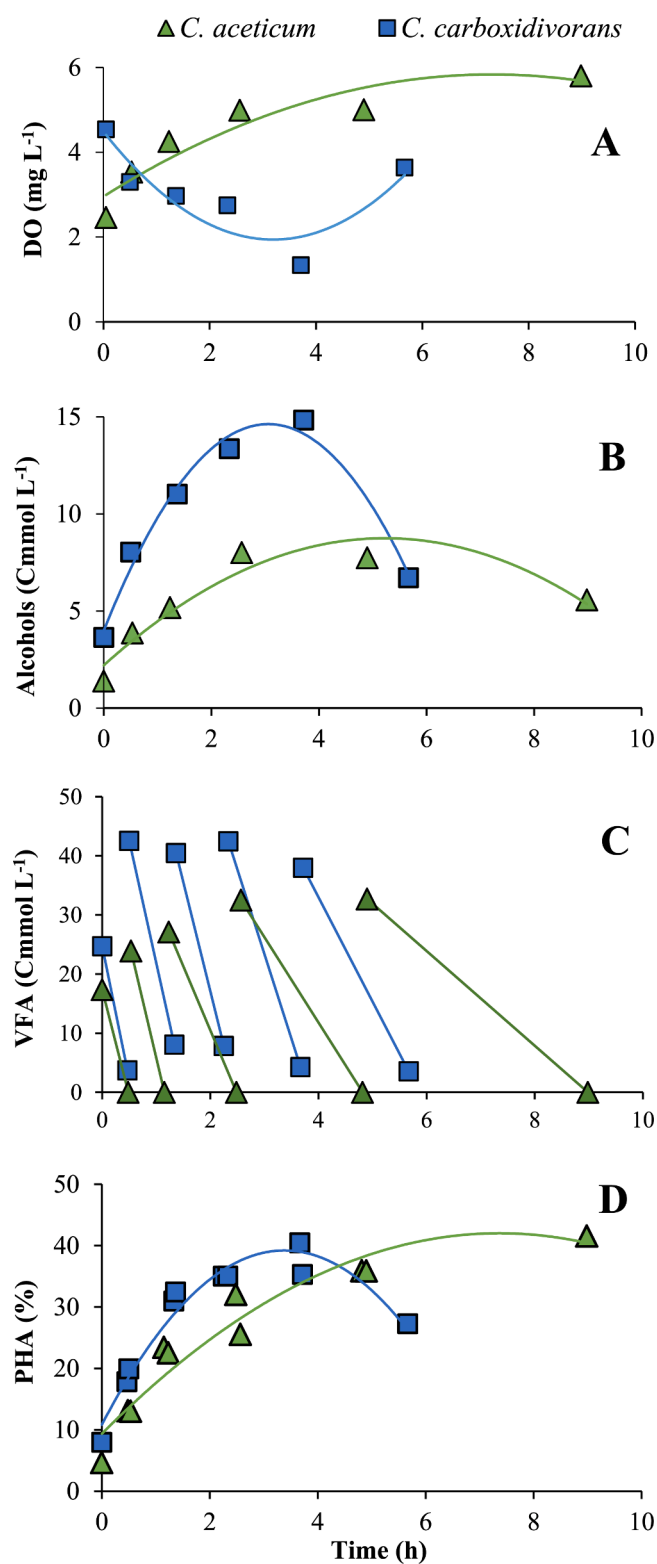 C. aceticum C. carboxidivorans
A
DO (mg L⁻¹)
6
4
2
0
0 2 4 6 8 10
B
Alcohols (Cmmol L⁻¹)
15
10
5
0
0 2 4 6 8 10
C
VFA (Cmmol L⁻¹)
50
40
30
20
10
0
0 2 4 6 8 10
D
PHA (%)
50
40
30
20
10
0
0 2 4 6 8 10
Time (h)